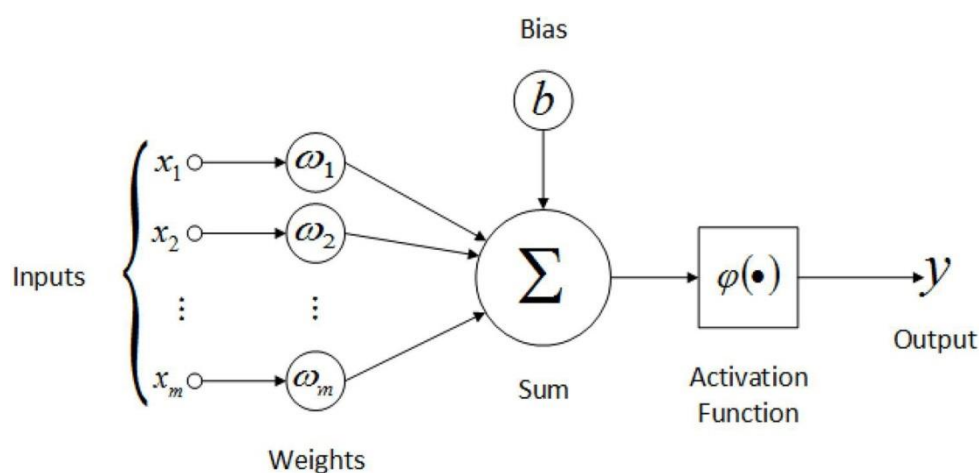 Bias
b
x₁
ω₁
x₂
ω₂
Inputs
Σ
φ(•)
y
⋮
⋮
Output
xₘ
ωₘ
Sum
Activation
Function
Weights